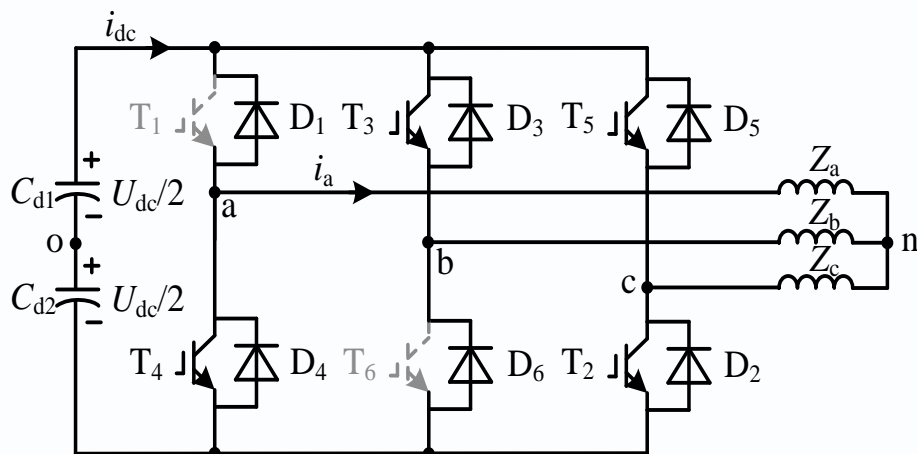 i_dc
T_1 D_1 T_3 D_3 T_5 D_5
+
C_d1 U_dc/2
-
i_a
a
Z_a
o
b
Z_b
n
c
Z_c
+
C_d2 U_dc/2
-
T_4 D_4 T_6 D_6 T_2 D_2